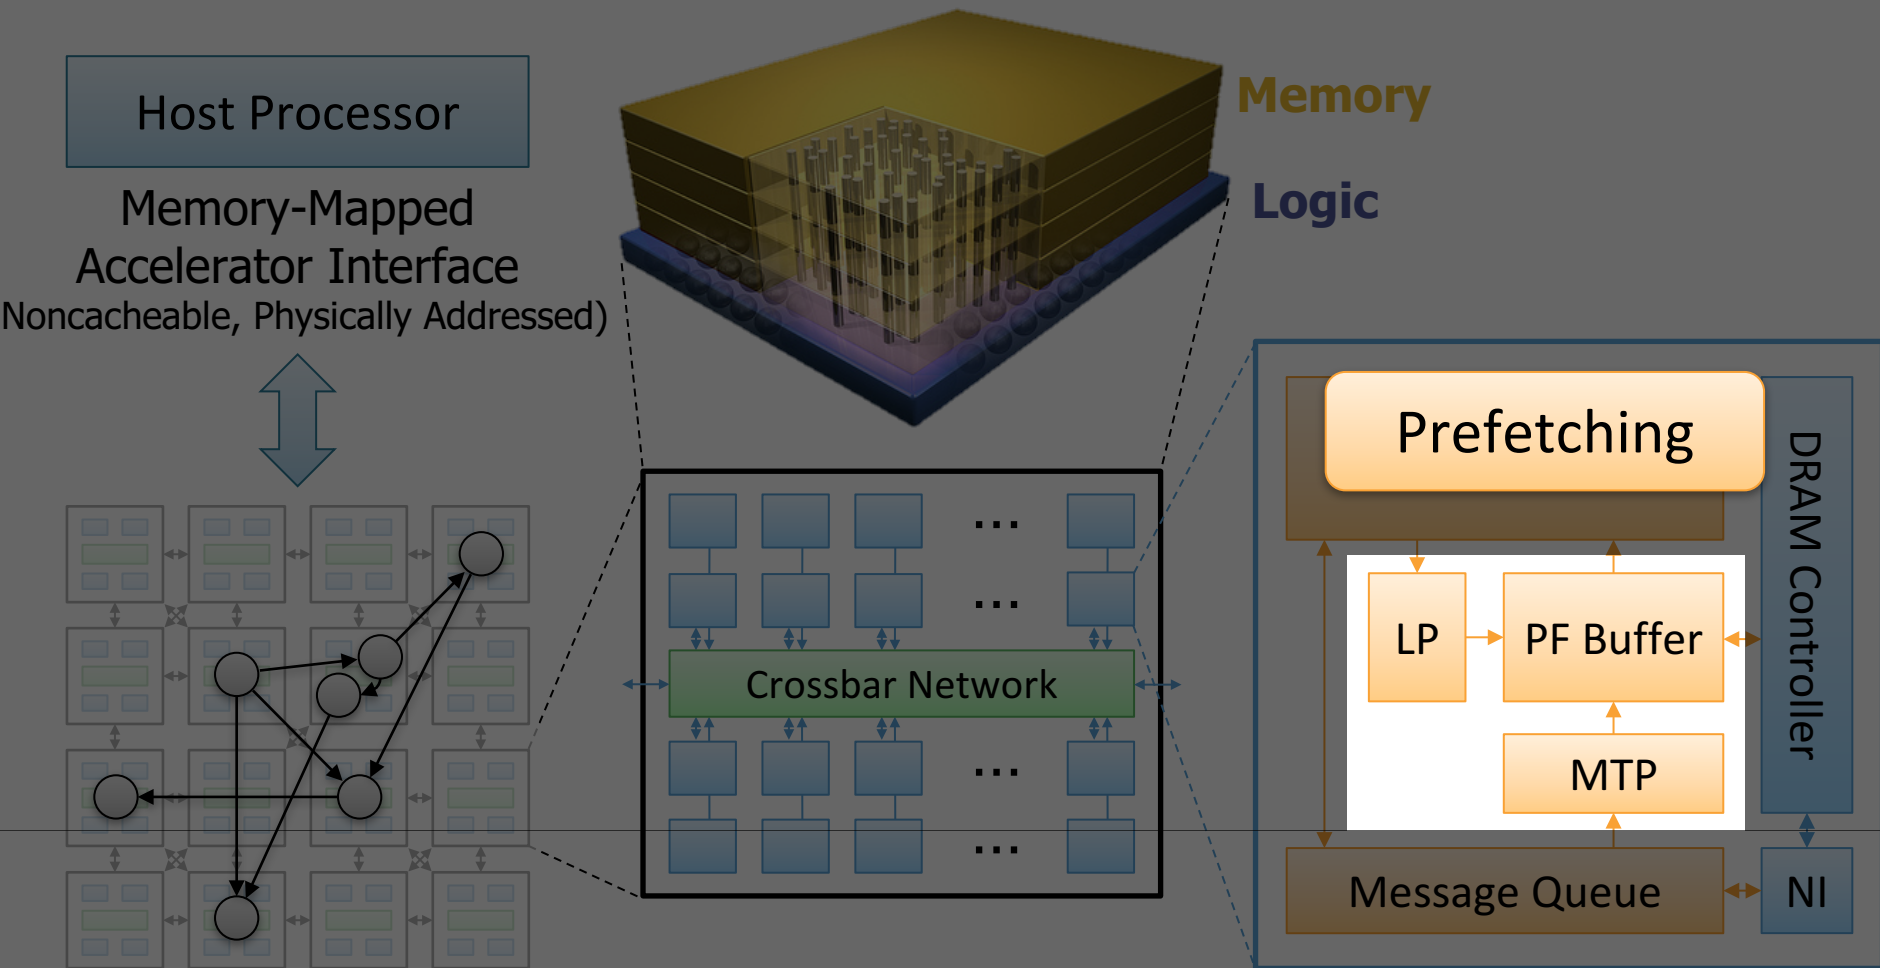 Host Processor
Memory-Mapped
Accelerator Interface
Noncacheable, Physically Addressed)
Memory
Logic
...
...
Crossbar Network
...
...
Prefetching
LP
PF Buffer
MTP
Message Queue
DRAM Controller
NI